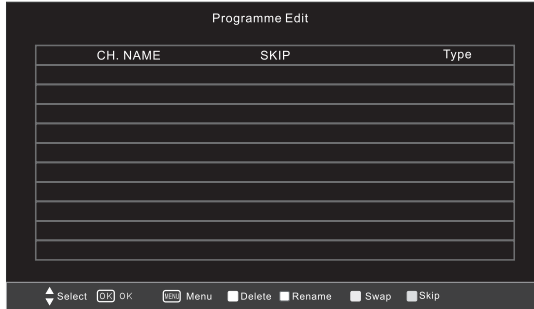 Programme Edit
CH. NAME SKIP Type
Select OK OK MENU Menu Delete Rename Swap Skip